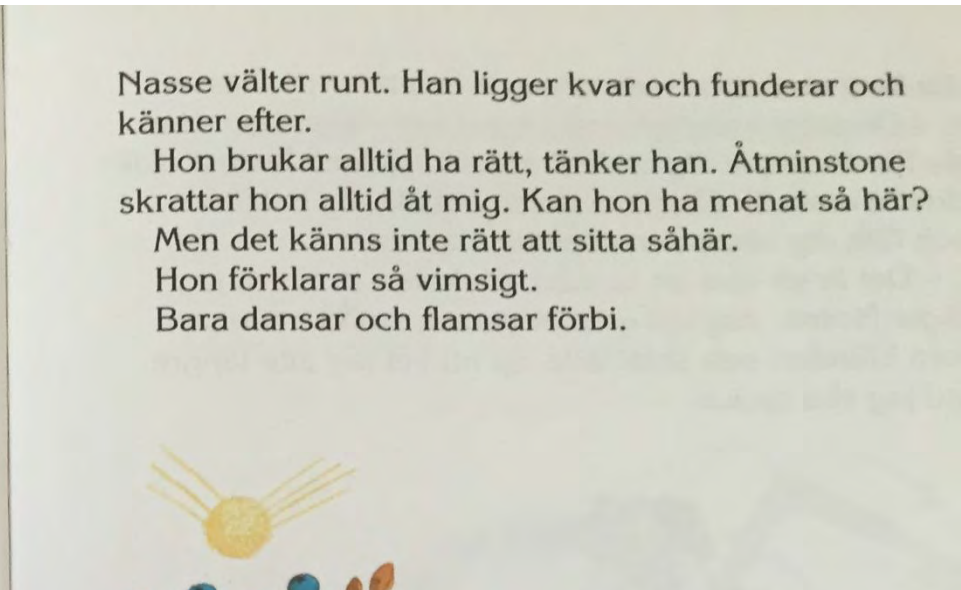 Nasse välter runt. Han ligger kvar och funderar och
känner efter.
Hon brukar alltid ha rätt, tänker han. Åtminstone
skrattar hon alltid åt mig. Kan hon ha menat så här?
Men det känns inte rätt att sitta såhär.
Hon förklarar så vimsigt.
Bara dansar och flamsar förbi.